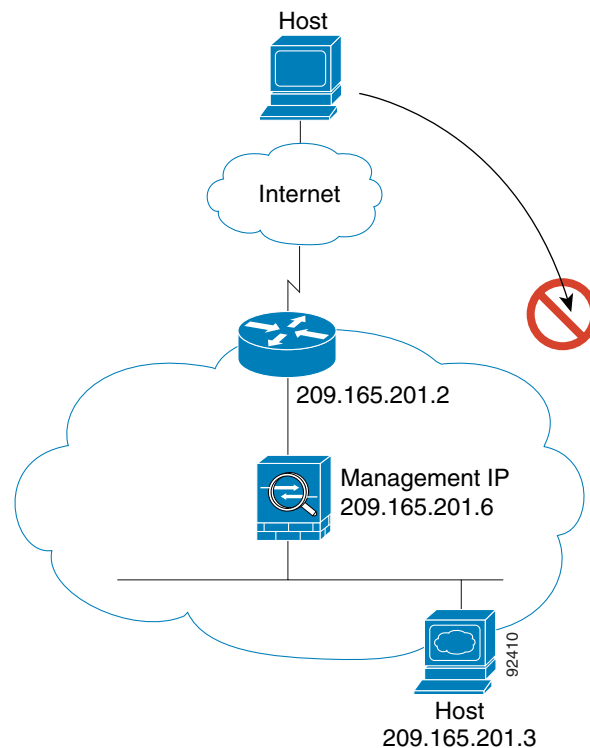 Host
Internet
209.165.201.2
Management IP
209.165.201.6
92410
Host
209.165.201.3